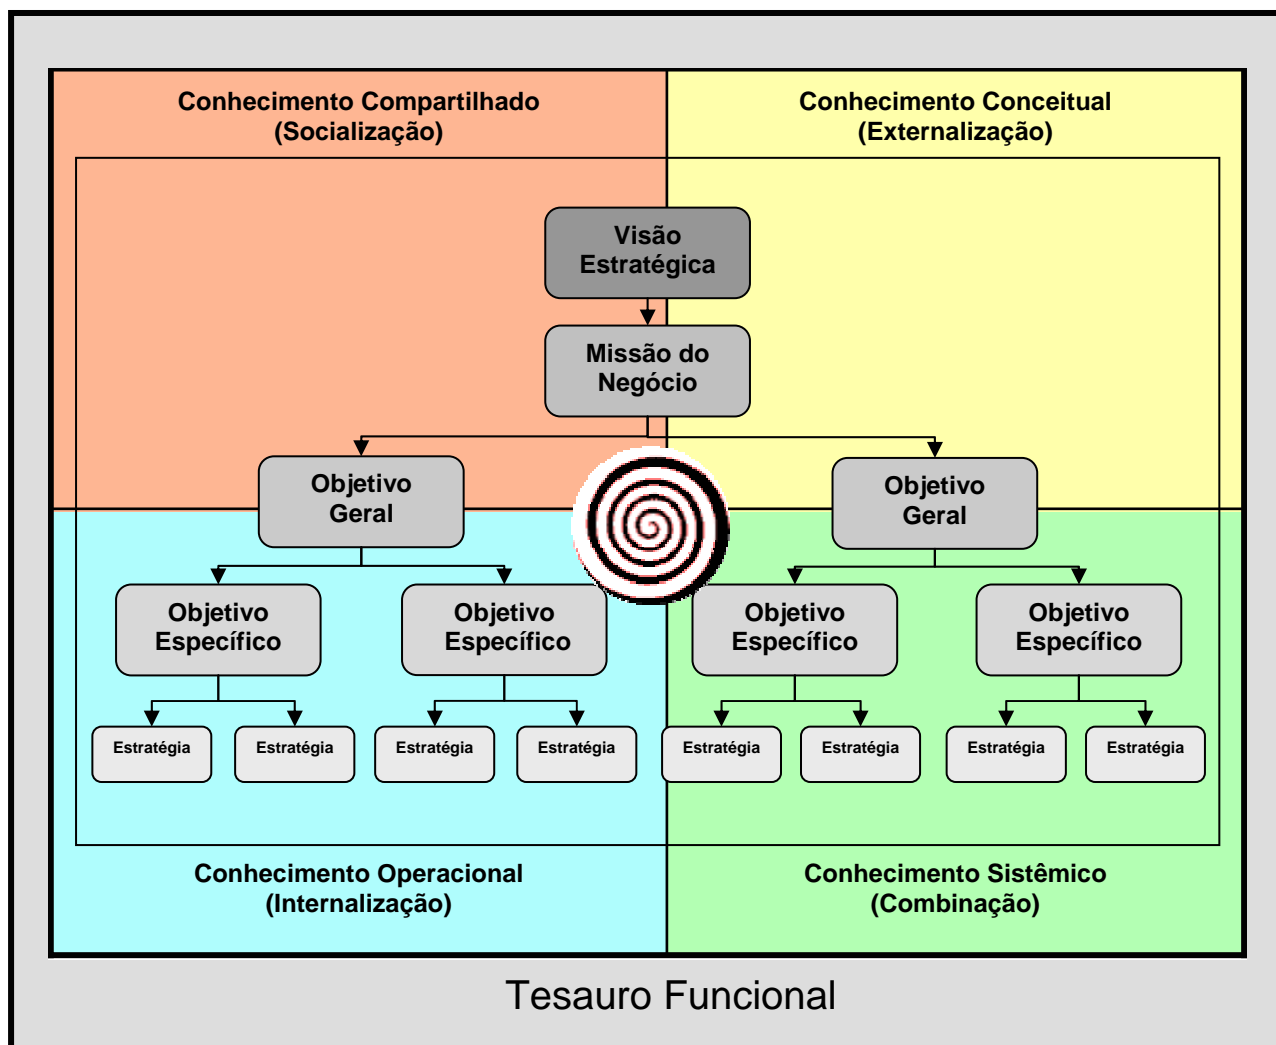 Conhecimento Compartilhado
(Socialização)
Conhecimento Conceitual
(Externalização)
Visão
Estratégica
Missão do
Negócio
Objetivo
Geral
Objetivo
Geral
Objetivo
Específico
Objetivo
Específico
Objetivo
Específico
Objetivo
Específico
Estratégia
Estratégia
Estratégia
Estratégia
Estratégia
Estratégia
Estratégia
Estratégia
Conhecimento Operacional
(Internalização)
Conhecimento Sistêmico
(Combinação)
Tesauro Funcional